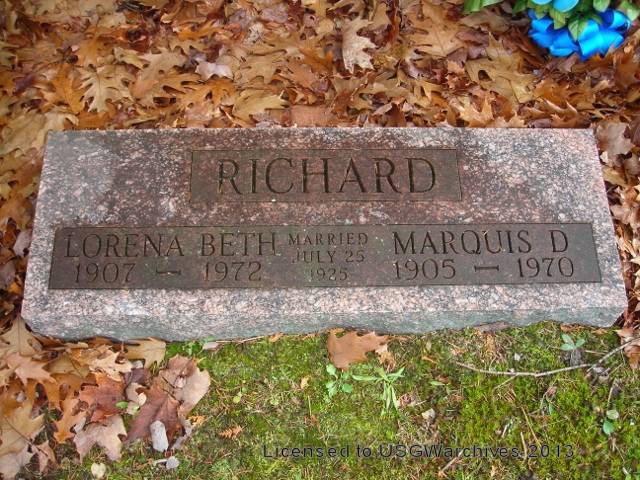 RICHARD
LORENA BETH
1907 — 1972
MARRIED
JULY 25
1925
MARQUIS D
1905 — 1970
Licensed to USGWarchives 2013